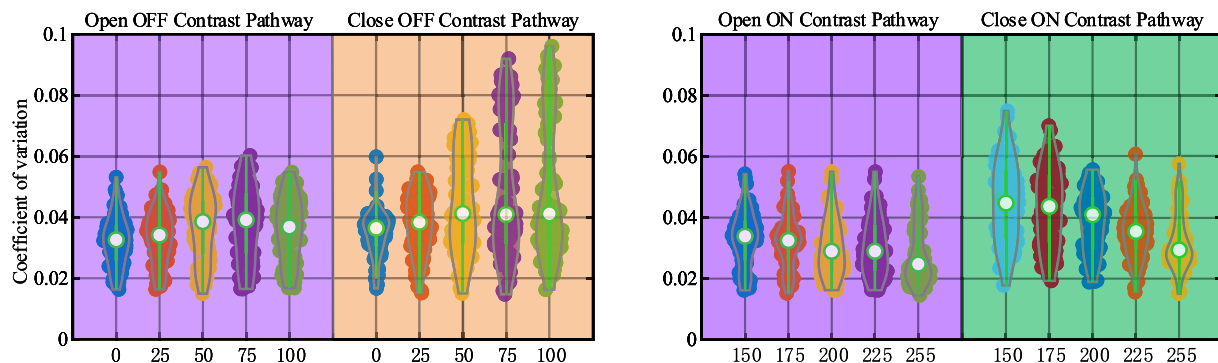 Open OFF Contrast Pathway Close OFF Contrast Pathway
Open ON Contrast Pathway Close ON Contrast Pathway
Coefficient of variation
0.1
0.08
0.06
0.04
0.02
0
0 25 50 75 100 0 25 50 75 100
0.1
0.08
0.06
0.04
0.02
0
150 175 200 225 255 150 175 200 225 255